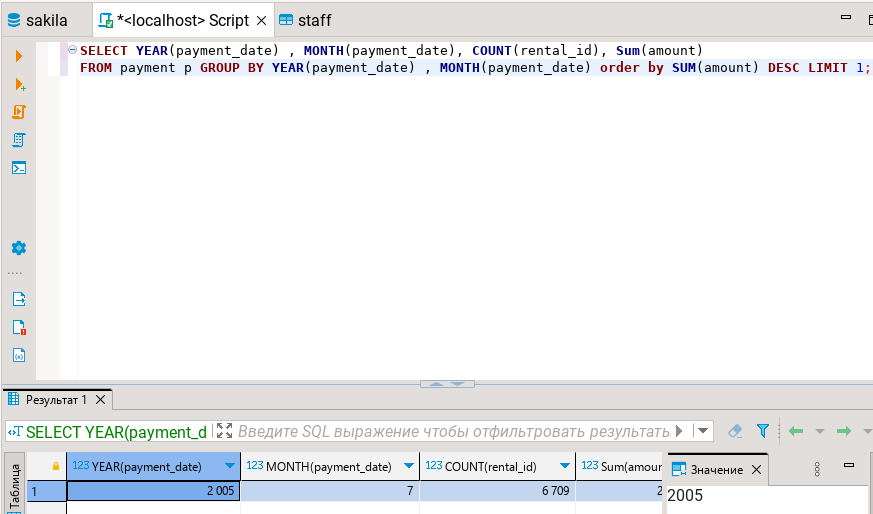 sakila
*<localhost> Script
staff
SELECT YEAR(payment_date) , MONTH(payment_date), COUNT(rental_id), Sum(amount)
FROM payment p GROUP BY YEAR(payment_date) , MONTH(payment_date) order by SUM(amount) DESC LIMIT 1;
Результат 1
SELECT YEAR(payment_d
Введите SQL выражение чтобы отфильтровать результать
Таблица
123 YEAR(payment_date)
123 MONTH(payment_date)
123 COUNT(rental_id)
123 Sum(amour
Значение
1
2 005
7
6 709
2
2005